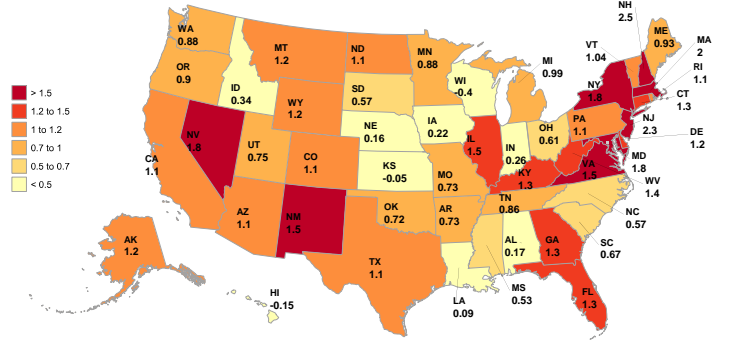 NH
2.5
WA
0.88
ME
0.93
MA
2
VT
1.04
MT
1.2
ND
1.1
MN
0.88
MI
0.99
RI
1.1
OR
0.9
ID
0.34
WI
-0.4
NY
1.8
CT
1.3
> 1.5
1.2 to 1.5
1 to 1.2
0.7 to 1
0.5 to 0.7
< 0.5
SD
0.57
WY
1.2
IA
0.22
PA
1.1
NJ
2.3
DE
1.2
NV
1.8
NE
0.16
IL
1.5
IN
0.26
OH
0.61
UT
0.75
CO
1.1
KS
-0.05
MO
0.73
KY
1.3
VA
1.5
MD
1.8
WV
1.4
CA
1.1
AZ
1.1
NM
1.5
OK
0.72
AR
0.73
TN
0.86
NC
0.57
AK
1.2
TX
1.1
AL
0.17
GA
1.3
SC
0.67
HI
-0.15
LA
0.09
MS
0.53
FL
1.3